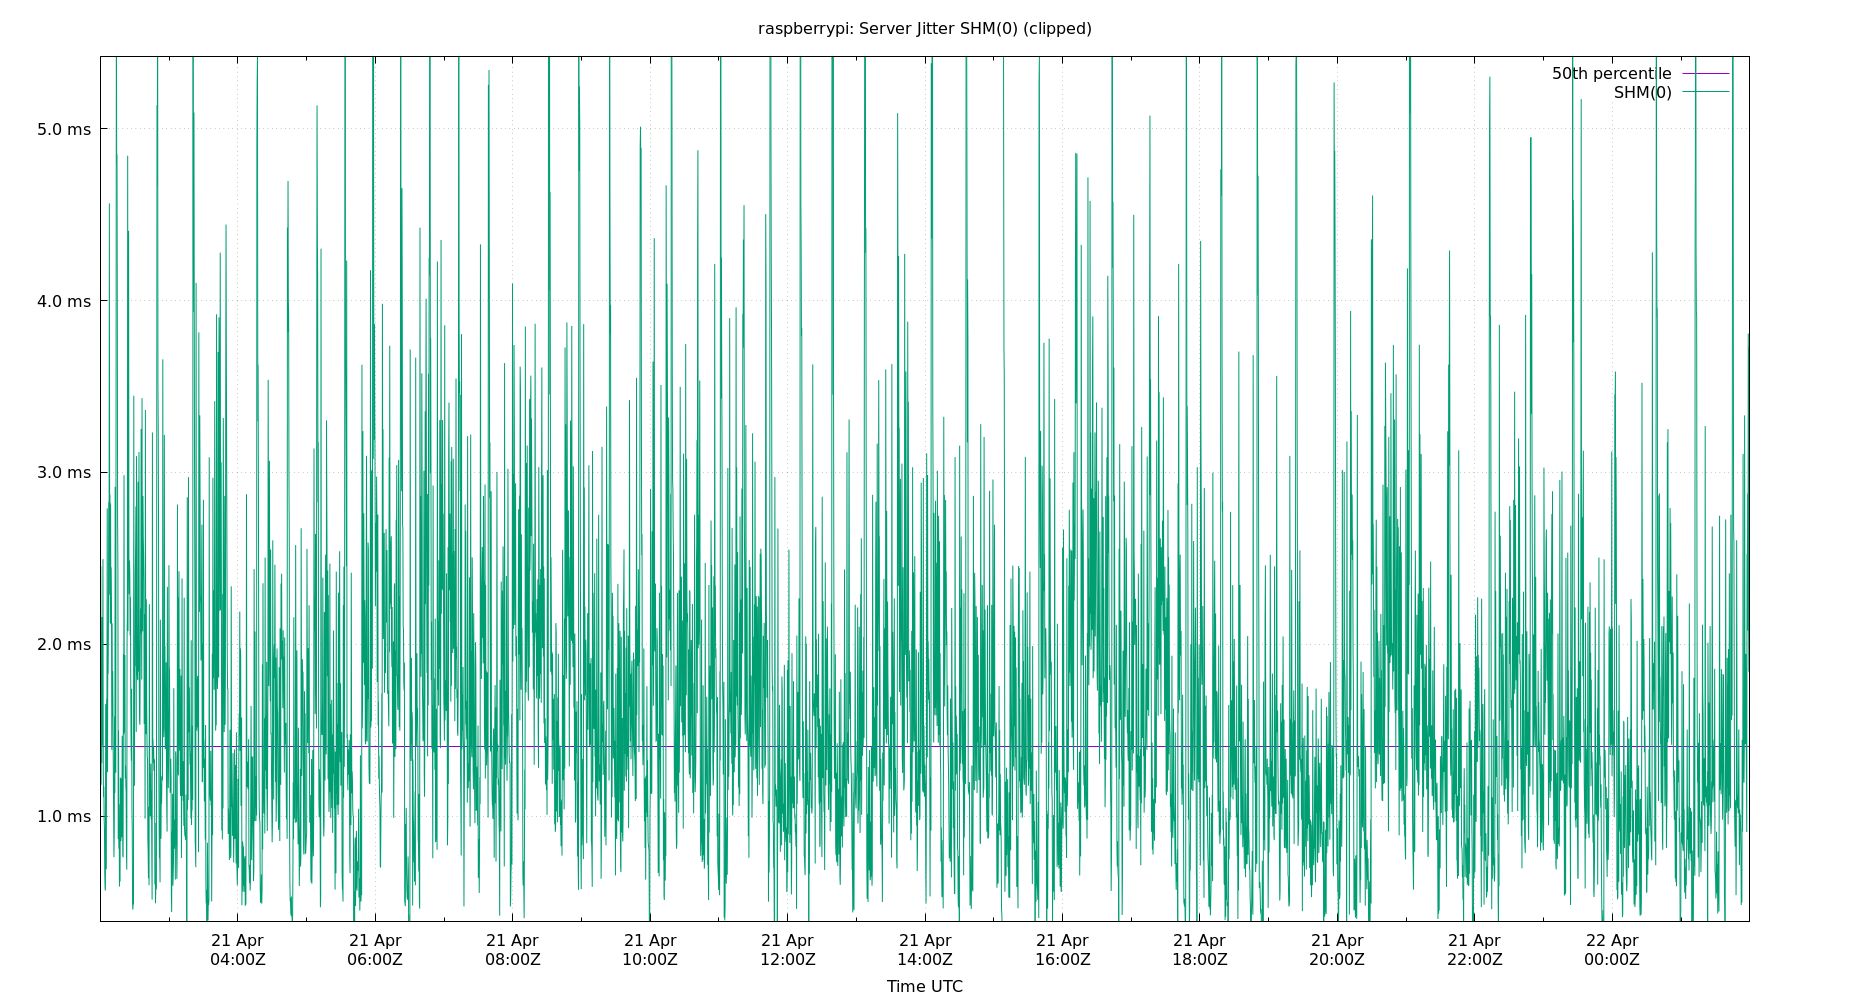 raspberrypi: Server Jitter SHM(0) (clipped)
50th percentile
SHM(0)
5.0 ms
4.0 ms
3.0 ms
2.0 ms
1.0 ms
21 Apr 21 Apr 21 Apr 21 Apr 21 Apr 21 Apr 21 Apr 21 Apr 21 Apr 21 Apr 22 Apr
04:00Z 06:00Z 08:00Z 10:00Z 12:00Z 14:00Z 16:00Z 18:00Z 20:00Z 22:00Z 00:00Z
Time UTC